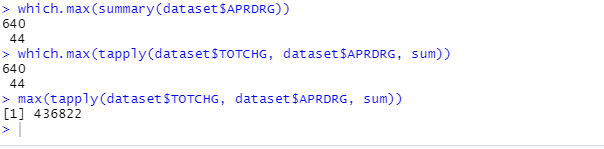 > which.max(summary(dataset$APRDRG))
640
44
> which.max(tapply(dataset$TOTCHG, dataset$APRDRG, sum))
640
44
> max(tapply(dataset$TOTCHG, dataset$APRDRG, sum))
[1] 436822
>